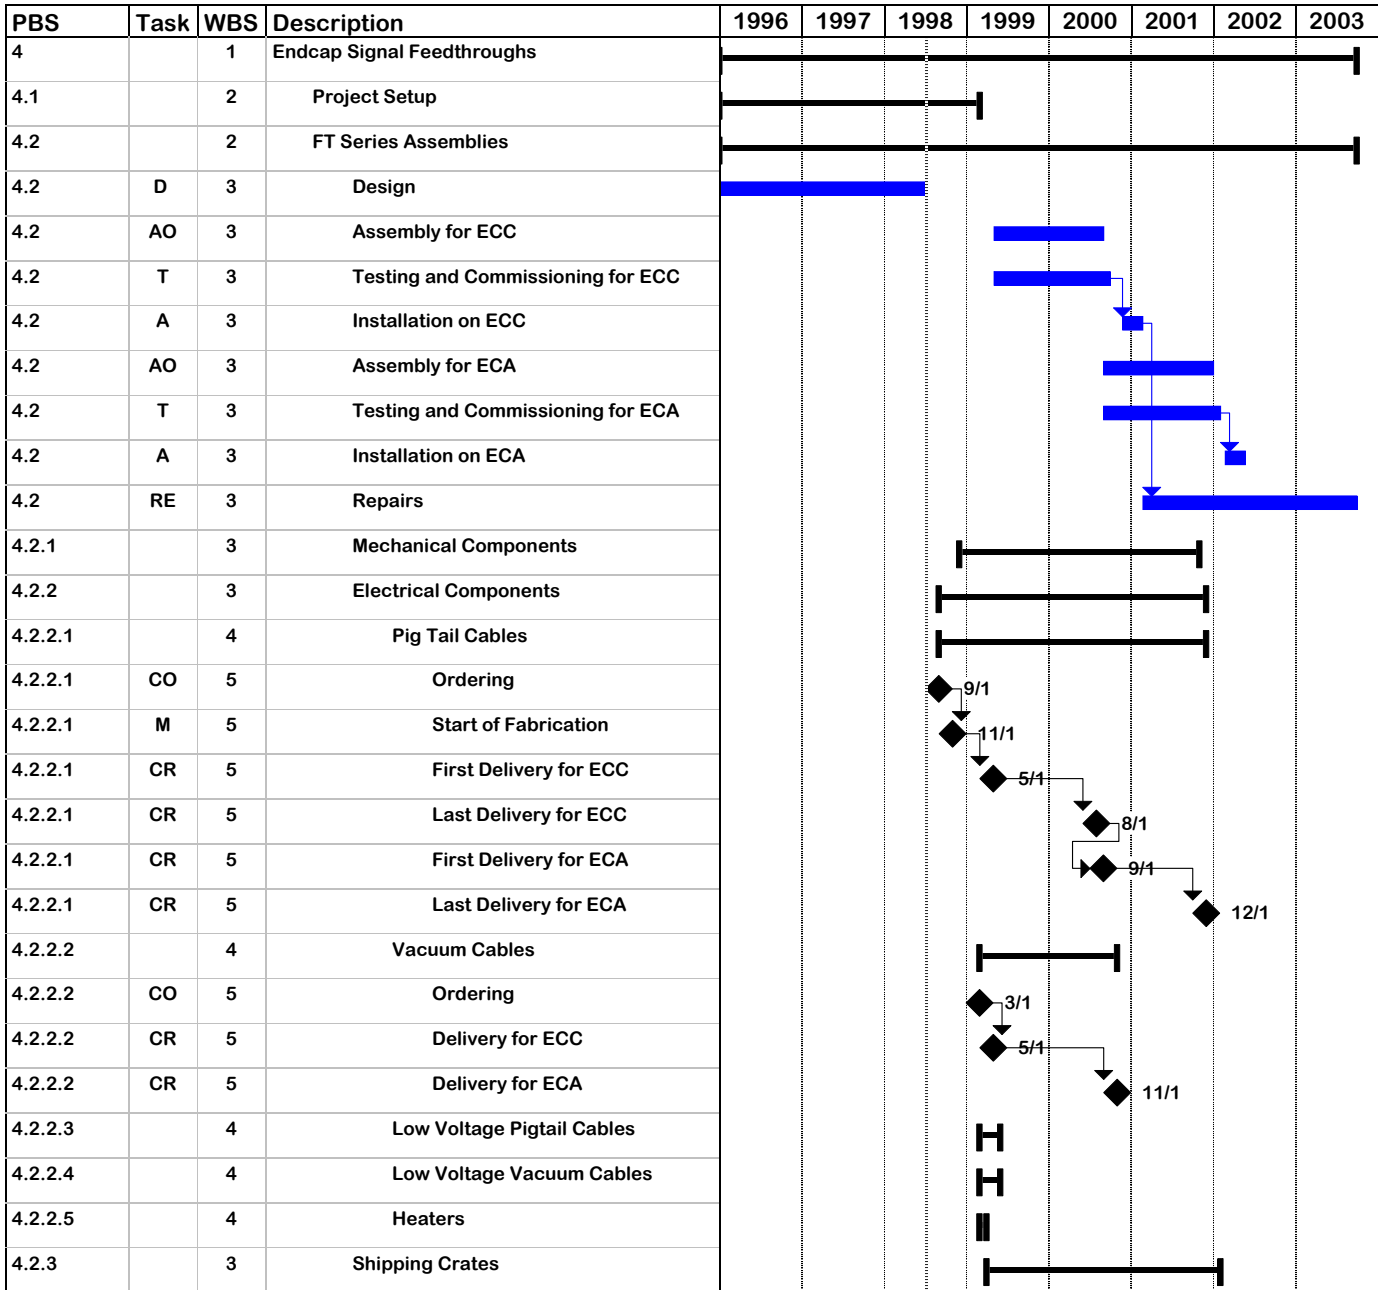 PBS Task WBS Description 1996 1997 1998 1999 2000 2001 2002 2003
4 1 Endcap Signal Feedthroughs
4.1 2 Project Setup
4.2 2 FT Series Assemblies
4.2 D 3 Design
4.2 AO 3 Assembly for ECC
4.2 T 3 Testing and Commissioning for ECC
4.2 A 3 Installation on ECC
4.2 AO 3 Assembly for ECA
4.2 T 3 Testing and Commissioning for ECA
4.2 A 3 Installation on ECA
4.2 RE 3 Repairs
4.2.1 3 Mechanical Components
4.2.2 3 Electrical Components
4.2.2.1 4 Pig Tail Cables
4.2.2.1 CO 5 Ordering 9/1
4.2.2.1 M 5 Start of Fabrication 11/1
4.2.2.1 CR 5 First Delivery for ECC 5/1
4.2.2.1 CR 5 Last Delivery for ECC 8/1
4.2.2.1 CR 5 First Delivery for ECA 9/1
4.2.2.1 CR 5 Last Delivery for ECA 12/1
4.2.2.2 4 Vacuum Cables
4.2.2.2 CO 5 Ordering 3/1
4.2.2.2 CR 5 Delivery for ECC 5/1
4.2.2.2 CR 5 Delivery for ECA 11/1
4.2.2.3 4 Low Voltage Pigtail Cables
4.2.2.4 4 Low Voltage Vacuum Cables
4.2.2.5 4 Heaters
4.2.3 3 Shipping Crates